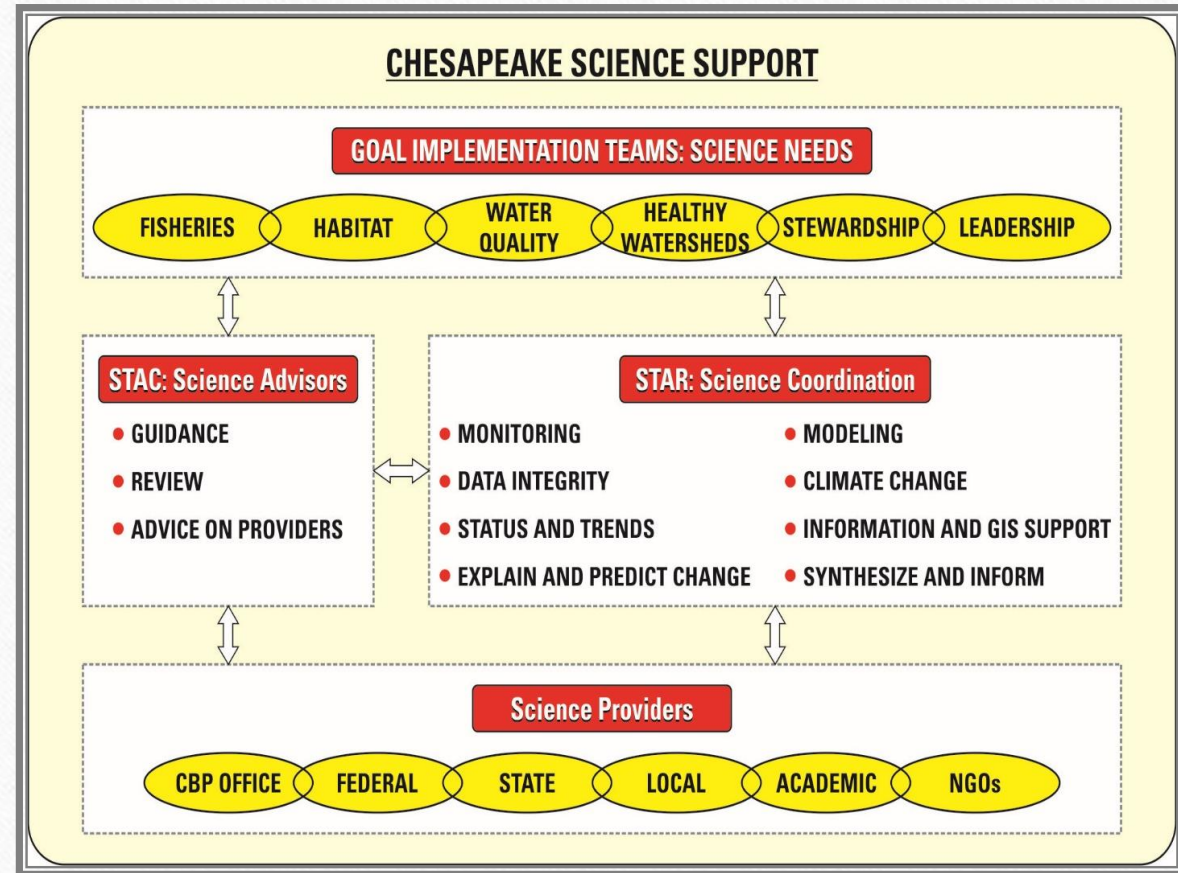 CHESAPEAKE SCIENCE SUPPORT
GOAL IMPLEMENTATION TEAMS: SCIENCE NEEDS
FISHERIES
HABITAT
WATER
QUALITY
HEALTHY
WATERSHEDS
STEWARDSHIP
LEADERSHIP
STAC: Science Advisors
• GUIDANCE
• REVIEW
• ADVICE ON PROVIDERS
STAR: Science Coordination
• MONITORING
• DATA INTEGRITY
• STATUS AND TRENDS
• EXPLAIN AND PREDICT CHANGE
• MODELING
• CLIMATE CHANGE
• INFORMATION AND GIS SUPPORT
• SYNTHESIZE AND INFORM
Science Providers
CBP OFFICE
FEDERAL
STATE
LOCAL
ACADEMIC
NGOs